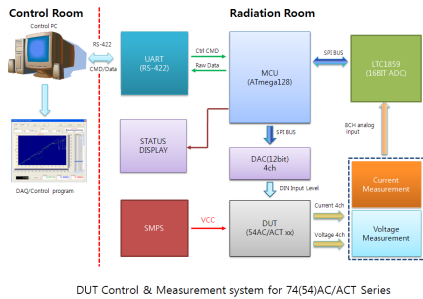 Control Room
Radiation Room
Control PC
RS-422
CMD/Data
UART
(RS-422)
Ctrl CMD
Raw Data
MCU
(ATmega128)
SPI BUS
LTC1859
(16BIT ADC)
DAQ/Control program
STATUS
DISPLAY
SPI BUS
8CH analog
input
DAC(12bit)
4ch
DIN Input Level
Current
Measurement
SMPS
VCC
DUT
(54AC/ACT xx)
Current 4ch
Voltage 4ch
Voltage
Measurement
DUT Control & Measurement system for 74(54)AC/ACT Series